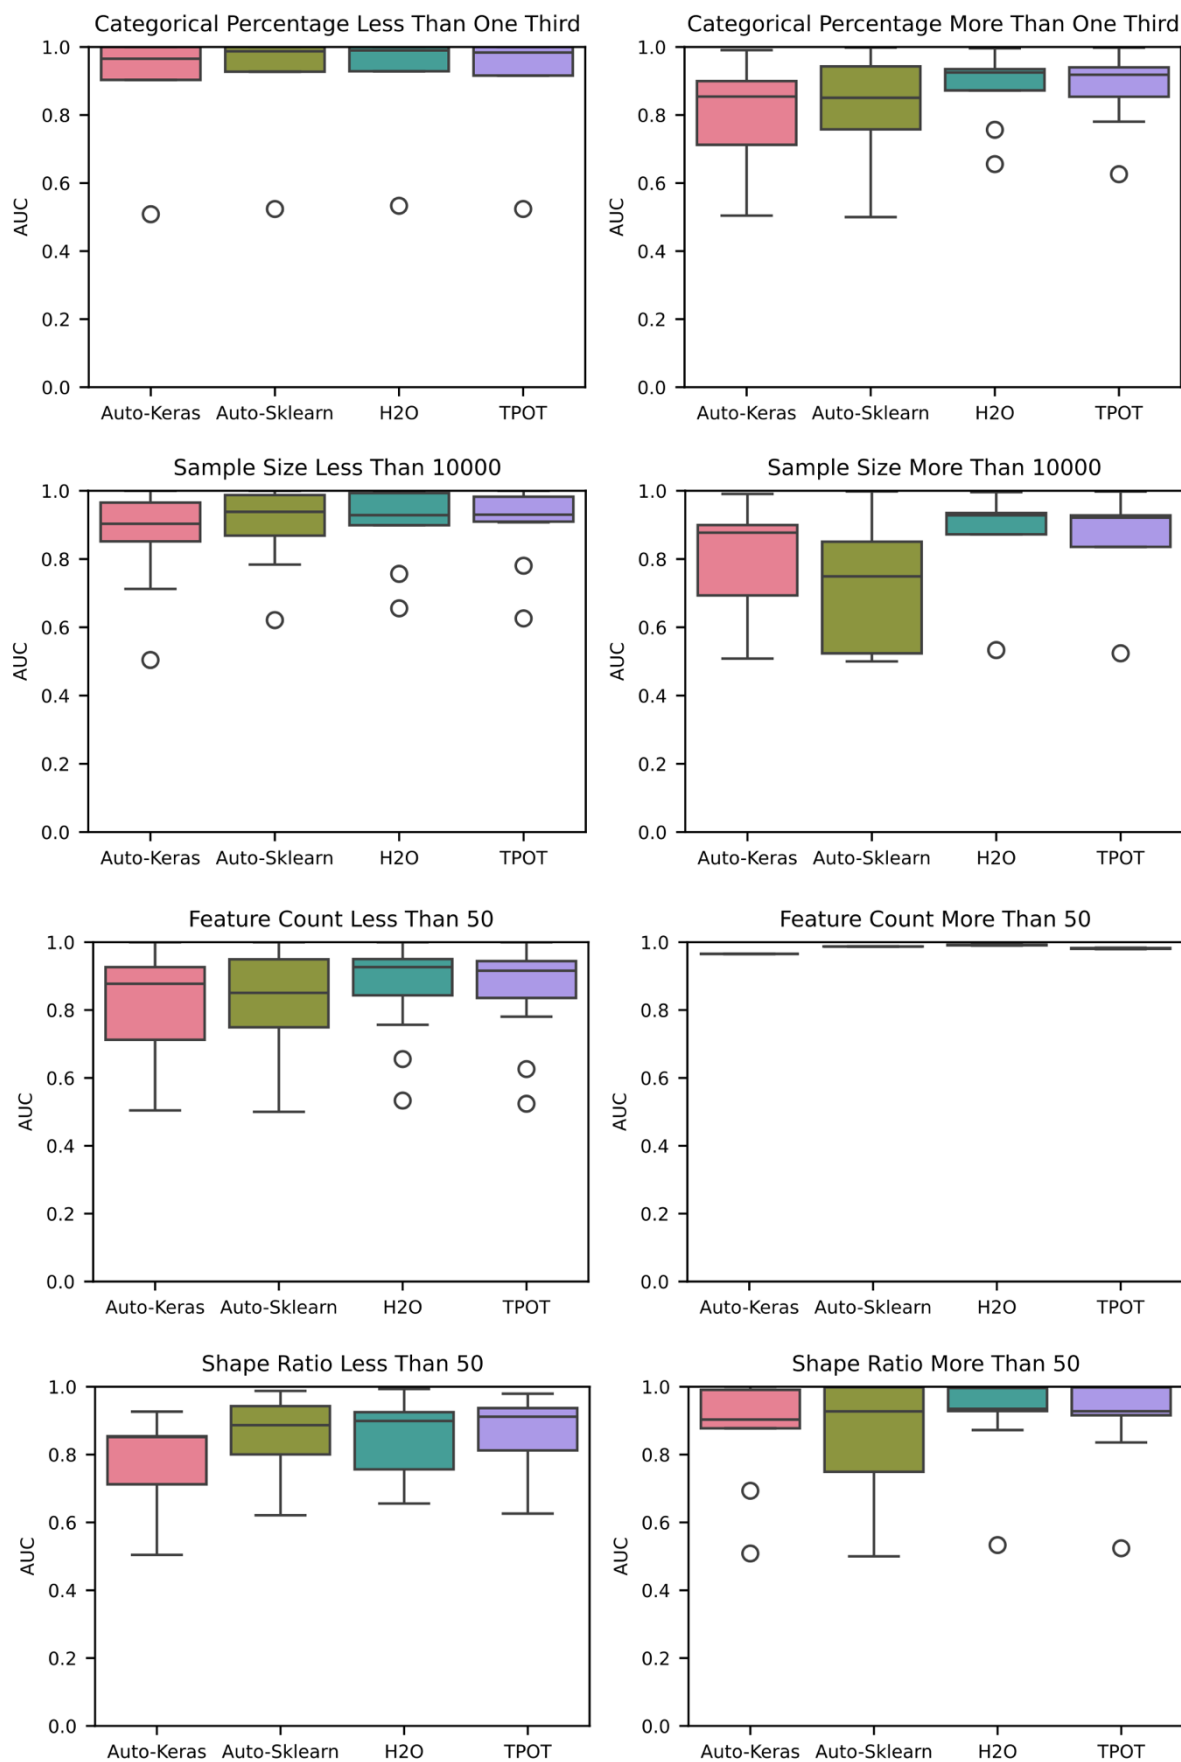 Categorical Percentage Less Than One Third
1.0
0.8
0.6
0.4
0.2
0.0
AUC
Auto-Keras Auto-Sklearn H2O TPOT
Categorical Percentage More Than One Third
1.0
0.8
0.6
0.4
0.2
0.0
AUC
Auto-Keras Auto-Sklearn H2O TPOT
Sample Size Less Than 10000
1.0
0.8
0.6
0.4
0.2
0.0
AUC
Auto-Keras Auto-Sklearn H2O TPOT
Sample Size More Than 10000
1.0
0.8
0.6
0.4
0.2
0.0
AUC
Auto-Keras Auto-Sklearn H2O TPOT
Feature Count Less Than 50
1.0
0.8
0.6
0.4
0.2
0.0
AUC
Auto-Keras Auto-Sklearn H2O TPOT
Feature Count More Than 50
1.0
0.8
0.6
0.4
0.2
0.0
AUC
Auto-Keras Auto-Sklearn H2O TPOT
Shape Ratio Less Than 50
1.0
0.8
0.6
0.4
0.2
0.0
AUC
Auto-Keras Auto-Sklearn H2O TPOT
Shape Ratio More Than 50
1.0
0.8
0.6
0.4
0.2
0.0
AUC
Auto-Keras Auto-Sklearn H2O TPOT